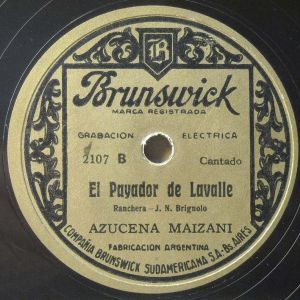 B
Brunswick
MARCA REGISTRADA
GRABACION ELECTRICA
2107 B Cantado
El Payador de Lavalle
Ranchera - J. N. Brignolo
AZUCENA MAIZANI
FABRICACION ARGENTINA
COMPAÑIA BRUNSWICK SUDAMERICANA S.A-Bs. AIRES